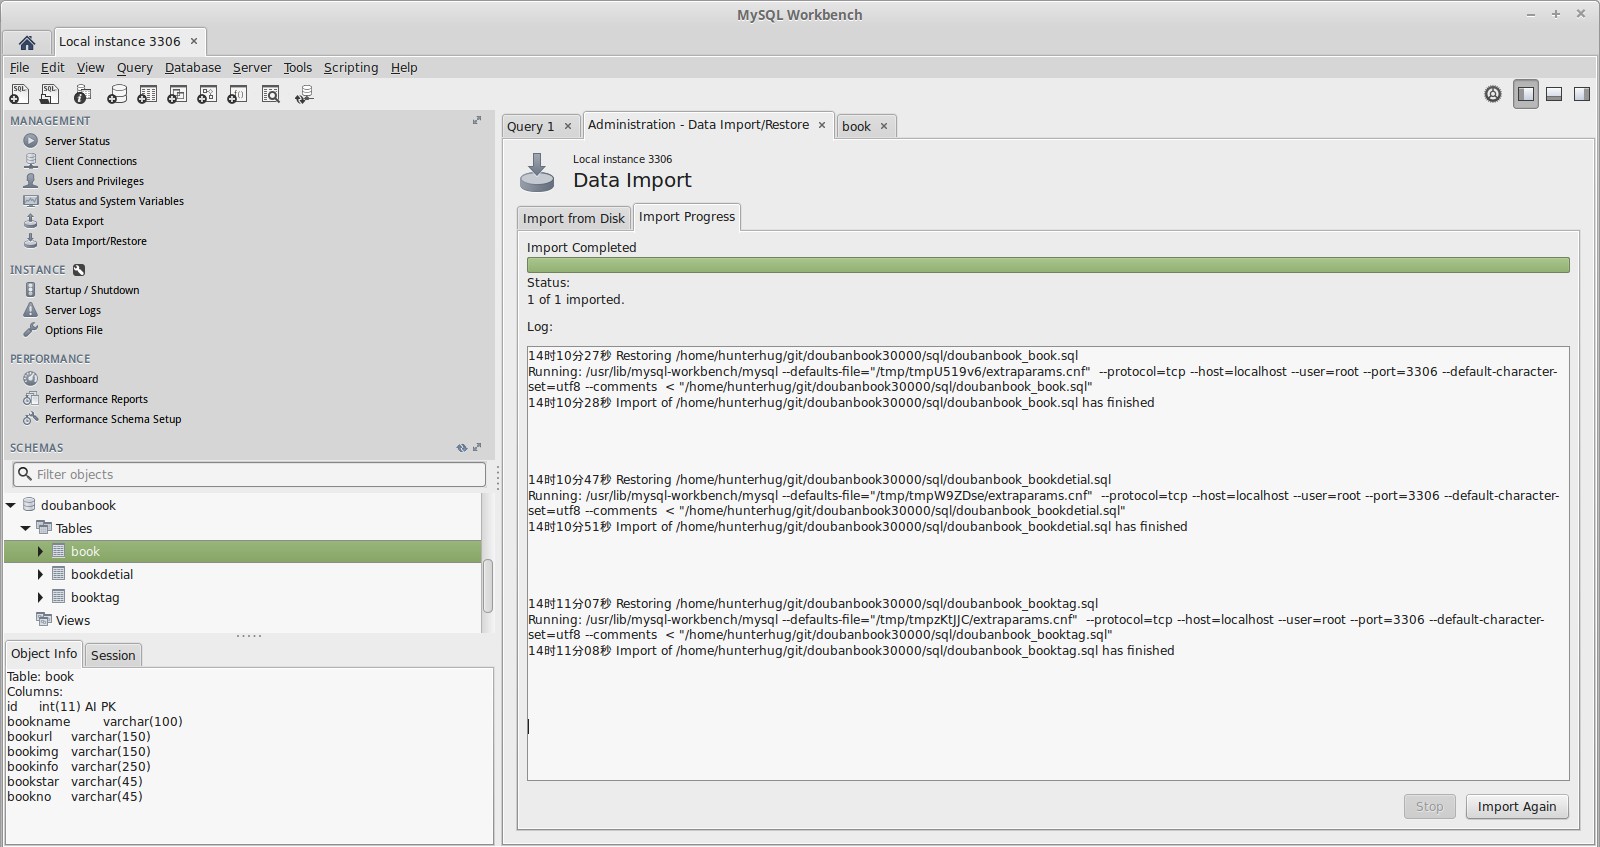 MySQL Workbench
Local instance 3306
File Edit View Query Database Server Tools Scripting Help
MANAGEMENT
Server Status
Client Connections
Users and Privileges
Status and System Variables
Data Export
Data Import/Restore
INSTANCE
Startup / Shutdown
Server Logs
Options File
PERFORMANCE
Dashboard
Performance Reports
Performance Schema Setup
SCHEMAS
Filter objects
doubanbook
Tables
book
bookdetial
booktag
Views
Object Info Session
Table: book
Columns:
id int(11) AI PK
bookname varchar(100)
bookurl varchar(150)
bookimg varchar(150)
bookinfo varchar(250)
bookstar varchar(45)
bookno varchar(45)
Query 1 Administration - Data Import/Restore book
Local instance 3306
Data Import
Import from Disk Import Progress
Import Completed
Status:
1 of 1 imported.
Log:
14时10分27秒 Restoring /home/hunterhug/git/doubanbook30000/sql/doubanbook_book.sql
Running: /usr/lib/mysql-workbench/mysql --defaults-file="/tmp/tmpU519v6/extraparams.cnf" --protocol=tcp --host=localhost --user=root --port=3306 --default-character-
set=utf8 --comments < "/home/hunterhug/git/doubanbook30000/sql/doubanbook_book.sql"
14时10分28秒 Import of /home/hunterhug/git/doubanbook30000/sql/doubanbook_book.sql has finished
14时10分47秒 Restoring /home/hunterhug/git/doubanbook30000/sql/doubanbook_bookdetial.sql
Running: /usr/lib/mysql-workbench/mysql --defaults-file="/tmp/tmpW9ZDse/extraparams.cnf" --protocol=tcp --host=localhost --user=root --port=3306 --default-character-
set=utf8 --comments < "/home/hunterhug/git/doubanbook30000/sql/doubanbook_bookdetial.sql"
14时10分51秒 Import of /home/hunterhug/git/doubanbook30000/sql/doubanbook_bookdetial.sql has finished
14时11分07秒 Restoring /home/hunterhug/git/doubanbook30000/sql/doubanbook_booktag.sql
Running: /usr/lib/mysql-workbench/mysql --defaults-file="/tmp/tmpzKtJJC/extraparams.cnf" --protocol=tcp --host=localhost --user=root --port=3306 --default-character-
set=utf8 --comments < "/home/hunterhug/git/doubanbook30000/sql/doubanbook_booktag.sql"
14时11分08秒 Import of /home/hunterhug/git/doubanbook30000/sql/doubanbook_booktag.sql has finished
Stop Import Again